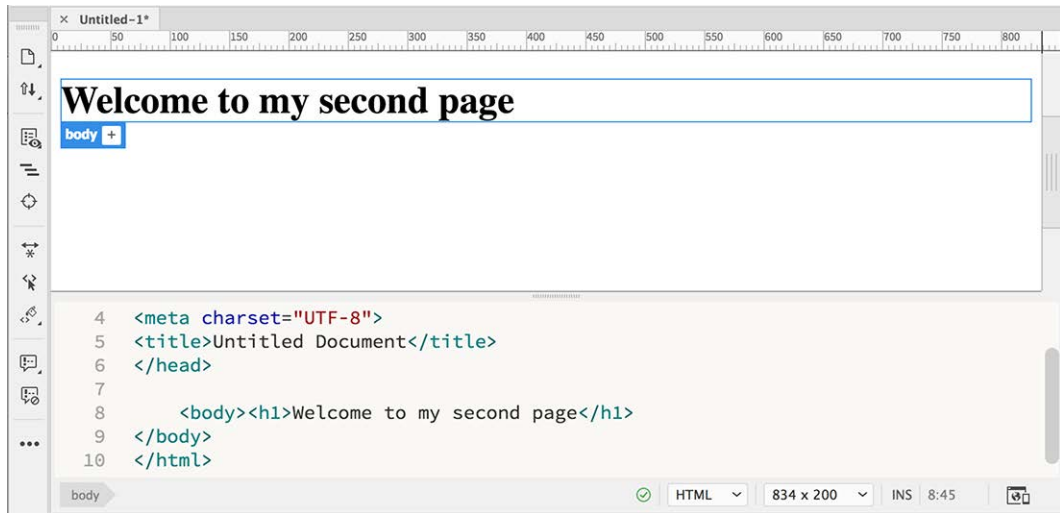 × Untitled-1*
0 50 100 150 200 250 300 350 400 450 500 550 600 650 700 750 800
Welcome to my second page
body +
4 <meta charset="UTF-8">
5 <title>Untitled Document</title>
6 </head>
7
8 <body><h1>Welcome to my second page</h1>
9 </body>
10 </html>
body HTML 834 x 200 INS 8:45